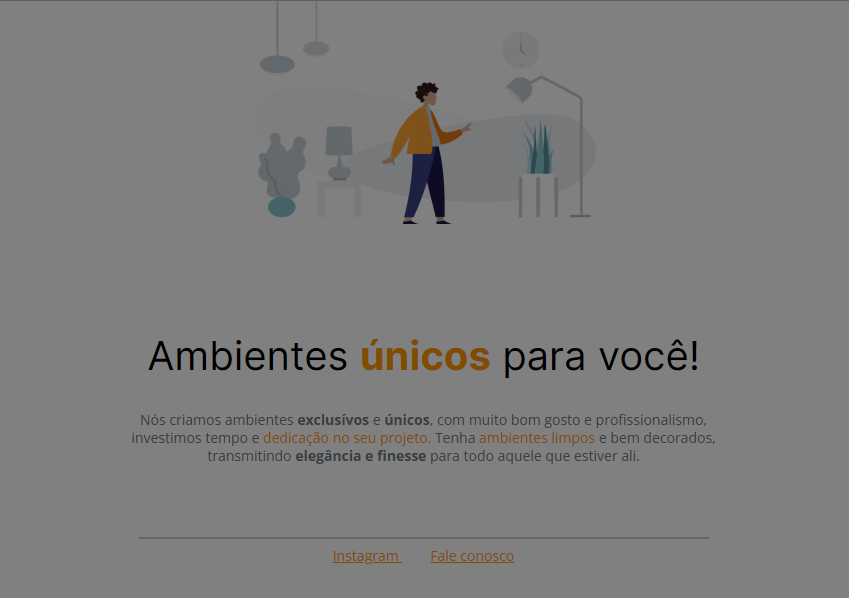 Ambientes únicos para você!
Nós criamos ambientes exclusívos e únicos, com muito bom gosto e profissionalismo,
investimos tempo e dedicação no seu projeto. Tenha ambientes limpos e bem decorados,
transmitindo elegância e finesse para todo aquele que estiver ali.
Instagram Fale conosco